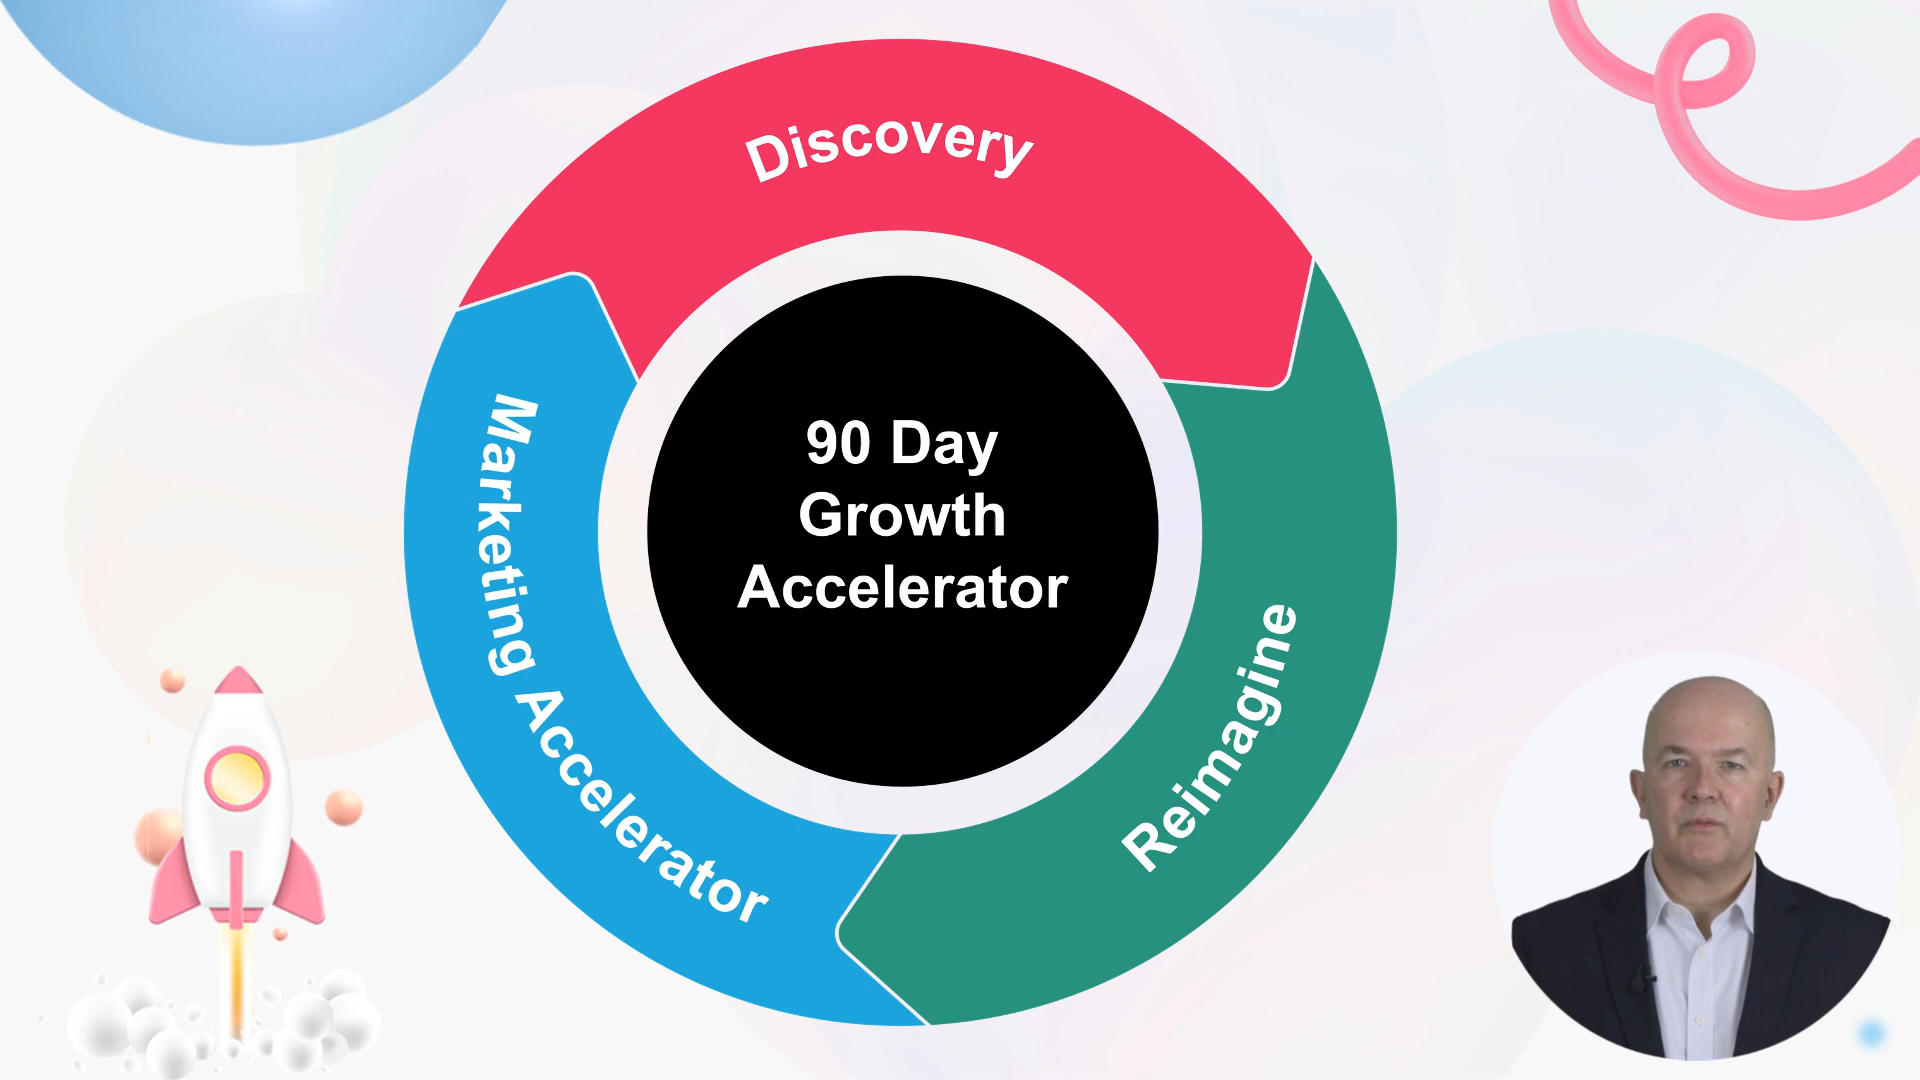 Discovery
90 Day
Growth
Accelerator
Reimagine
Marketing Accelerator